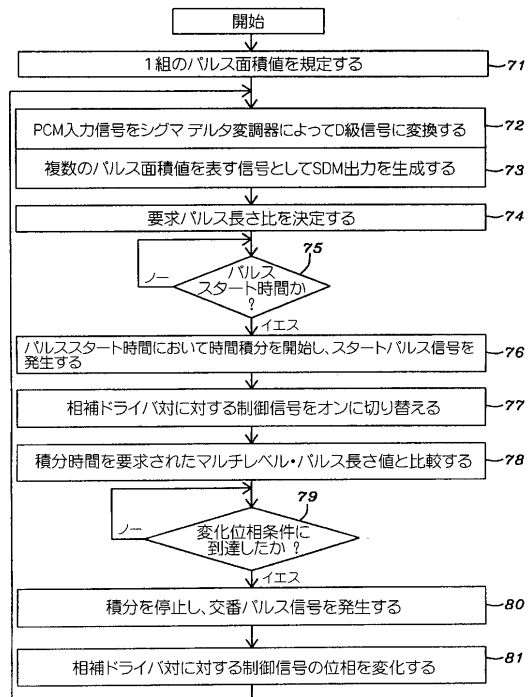 開始
1組のパルス面積値を規定する
71
PCM入力信号をシグマ デルタ変調器によってD級信号に変換する
72
複数のパルス面積値を表す信号としてSDM出力を生成する
73
要求パルス長さ比を決定する
74
75
パルス
スタート時間か
?
ノー
イエス
パルススタート時間において時間積分を開始し、スタートパルス信号を
発生する
76
相補ドライバ対に対する制御信号をオンに切り替える
77
積分時間を要求されたマルチレベル・パルス長さ値と比較する
78
79
変化位相条件に
到達したか ?
ノー
イエス
積分を停止し、交番パルス信号を発生する
80
相補ドライバ対に対する制御信号の位相を変化する
81